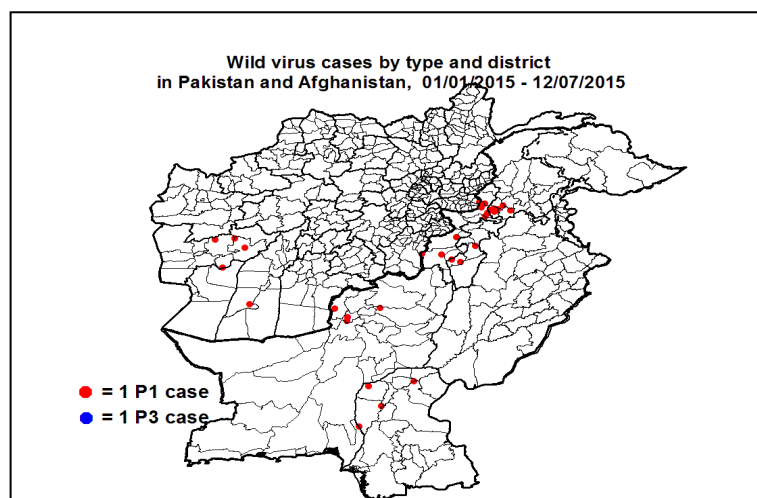 Wild virus cases by type and district
in Pakistan and Afghanistan, 01/01/2015 - 12/07/2015
= 1 P1 case
= 1 P3 case